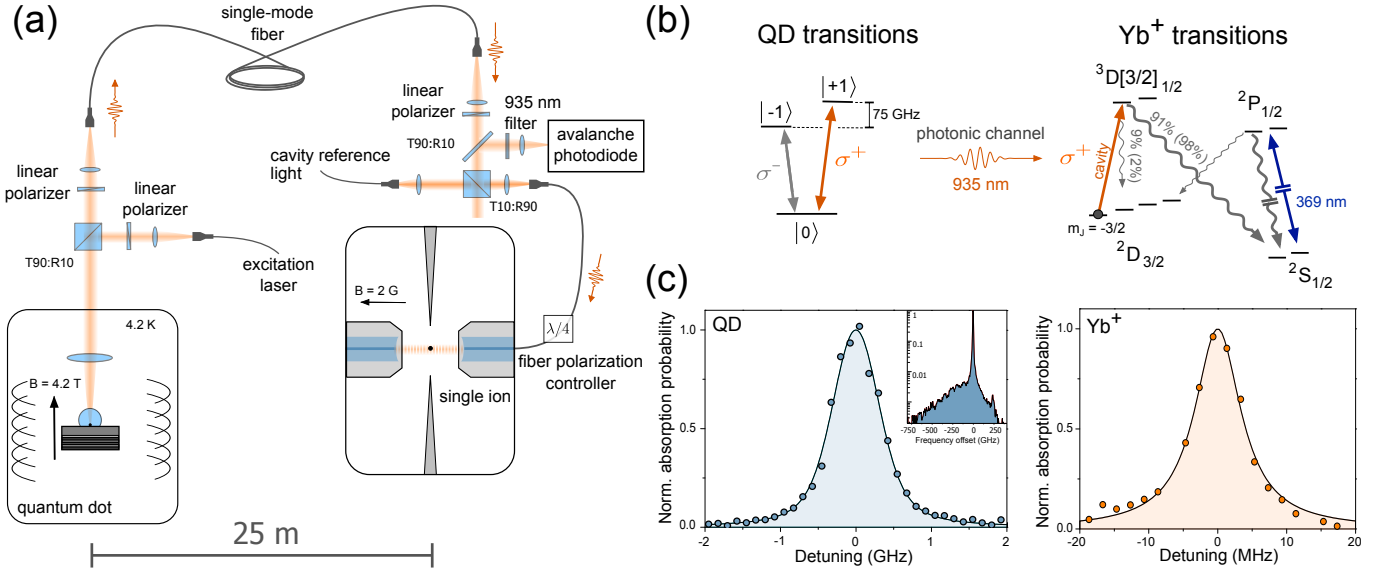 (a)
single-mode
fiber
linear
polarizer
935 nm
filter
T90:R10
avalanche
photodiode
cavity reference
light
T10:R90
linear
polarizer
linear
polarizer
T90:R10
excitation
laser
4.2 K
B = 4.2 T
quantum dot
B = 2 G
λ/4
fiber polarization
controller
single ion
25 m
(b)
QD transitions
Yb⁺ transitions
|+1⟩
|-1⟩
75 GHz
σ⁻
σ⁺
|0⟩
photonic channel
935 nm
σ⁺
³D[3/2]₁/₂
²P₁/₂
cavity
9% (2%)
91% (98%)
369 nm
mJ = -3/2
²D₃/₂
²S₁/₂
(c)
QD
Norm. absorption probability
1.0
0.5
0.0
-2 -1 0 1 2
Detuning (GHz)
1
0.1
0.01
-750 -500 -250 0 250
Frequency offset (GHz)
Yb⁺
Norm. absorption probability
1.0
0.5
0.0
-20 -10 0 10 20
Detuning (MHz)